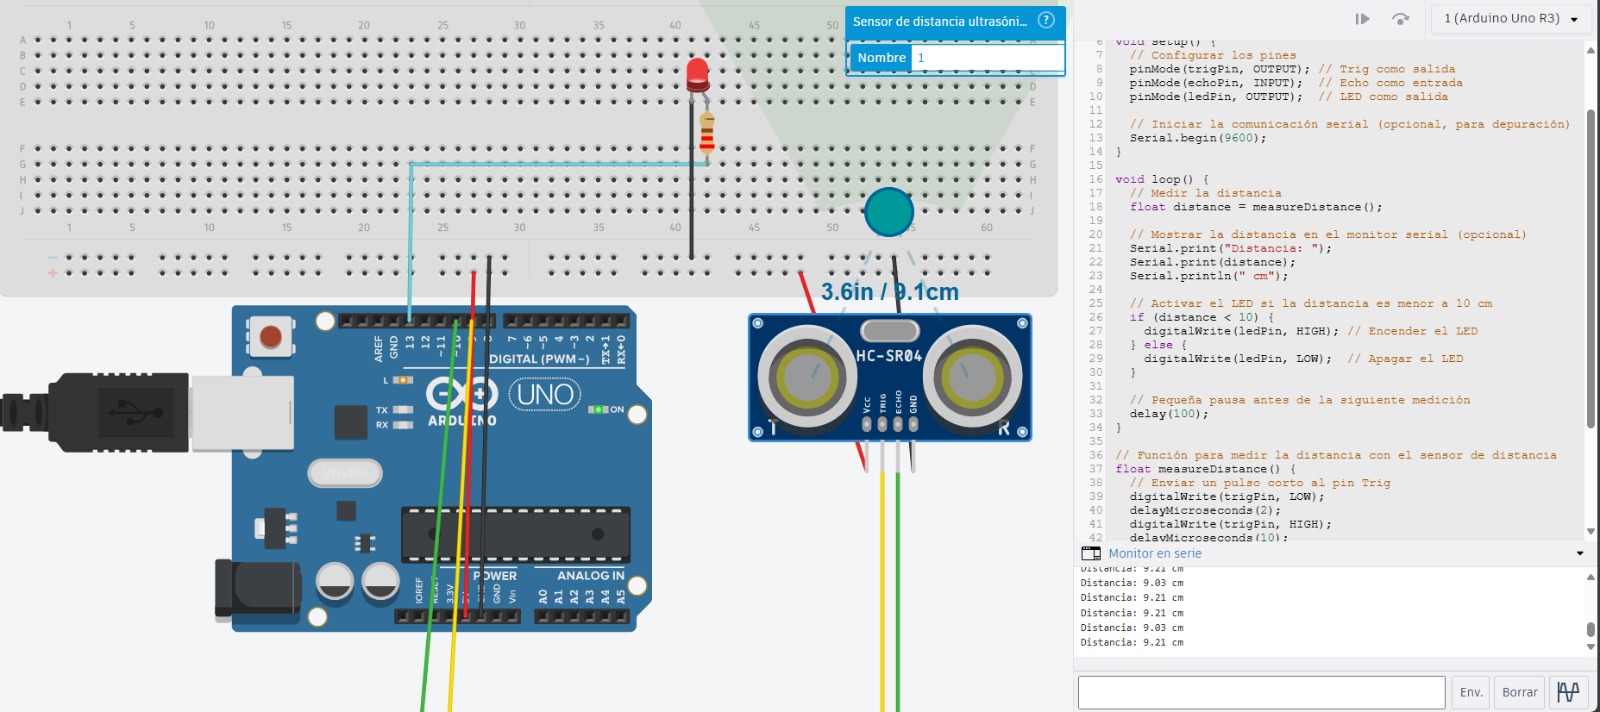 Sensor de distancia ultrasóni... ?
Nombre 1
1 (Arduino Uno R3)
1 5 10 15 20 25 30 35 40 45 50
A
B
C
D
E
F
G
H
I
J
1 5 10 15 20 25 30 35 40 45 50 55 60
3.6in / 9.1cm
AREF
GND
13
12
~11
~10
7
~6
~5
4
~3
2
TX→1
RX←0
DIGITAL (PWM~)
L
TX
RX
ARDUINO
UNO
ON
POWER
ANALOG IN
IOREF
RESET
3.3V
GND
Vin
A0
A1
A2
A3
A4
A5
HC-SR04
VCC
TRIG
ECHO
GND
T
R
6 void setup() {
7 // Configurar los pines
8 pinMode(trigPin, OUTPUT); // Trig como salida
9 pinMode(echoPin, INPUT);  // Echo como entrada
10 pinMode(ledPin, OUTPUT);  // LED como salida
11
12 // Iniciar la comunicación serial (opcional, para depuración)
13 Serial.begin(9600);
14 }
15
16 void loop() {
17 // Medir la distancia
18 float distance = measureDistance();
19
20 // Mostrar la distancia en el monitor serial (opcional)
21 Serial.print("Distancia: ");
22 Serial.print(distance);
23 Serial.println(" cm");
24
25 // Activar el LED si la distancia es menor a 10 cm
26 if (distance < 10) {
27 digitalWrite(ledPin, HIGH); // Encender el LED
28 } else {
29 digitalWrite(ledPin, LOW);  // Apagar el LED
30 }
31
32 // Pequeña pausa antes de la siguiente medición
33 delay(100);
34 }
35
36 // Función para medir la distancia con el sensor de distancia
37 float measureDistance() {
38 // Enviar un pulso corto al pin Trig
39 digitalWrite(trigPin, LOW);
40 delayMicroseconds(2);
41 digitalWrite(trigPin, HIGH);
42 delayMicroseconds(10);
Monitor en serie
Distancia: 9.21 cm
Distancia: 9.03 cm
Distancia: 9.21 cm
Distancia: 9.21 cm
Distancia: 9.03 cm
Distancia: 9.21 cm
Env.
Borrar